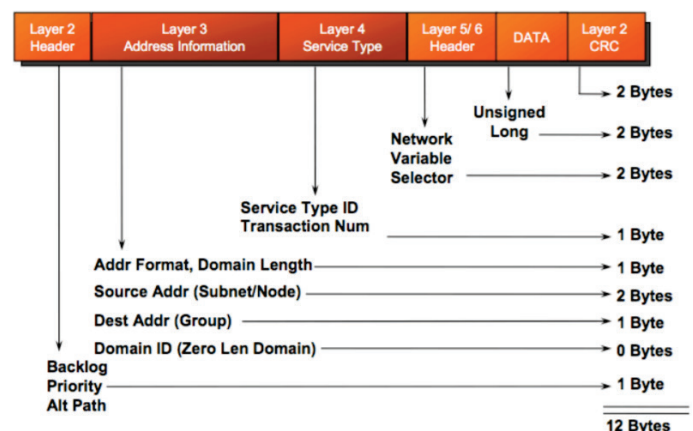 Layer 2
Header
Layer 3
Address Information
Layer 4
Service Type
Layer 5/ 6
Header
DATA
Layer 2
CRC
2 Bytes
Unsigned
Long
2 Bytes
Network
Variable
Selector
2 Bytes
Service Type ID
Transaction Num
1 Byte
Addr Format, Domain Length
1 Byte
Source Addr (Subnet/Node)
2 Bytes
Dest Addr (Group)
1 Byte
Domain ID (Zero Len Domain)
0 Bytes
Backlog
Priority
Alt Path
1 Byte
12 Bytes